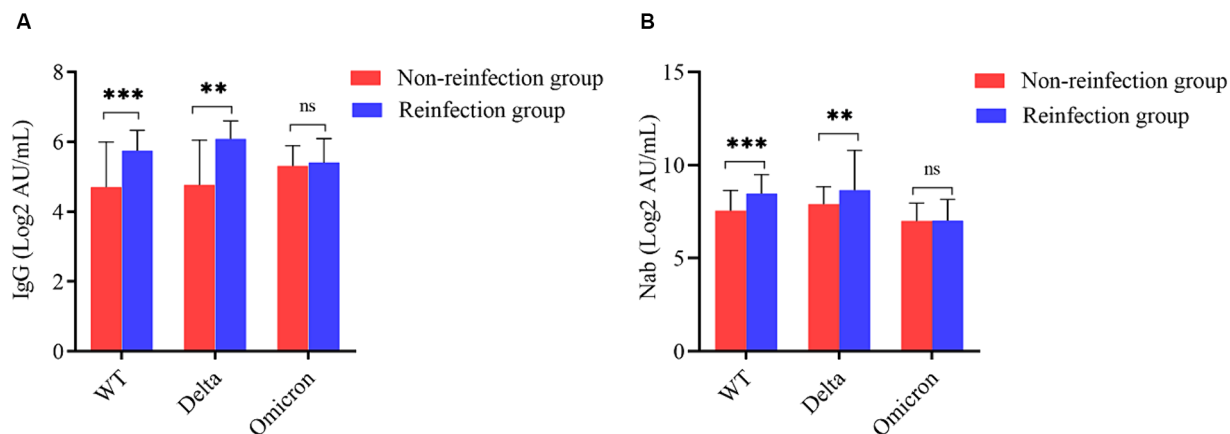 A
IgG (Log2 AU/mL)
8
6
4
2
0
***
**
ns
WT
Delta
Omicron
Non-reinfection group
Reinfection group
B
Nab (Log2 AU/mL)
15
10
5
0
***
**
ns
WT
Delta
Omicron
Non-reinfection group
Reinfection group